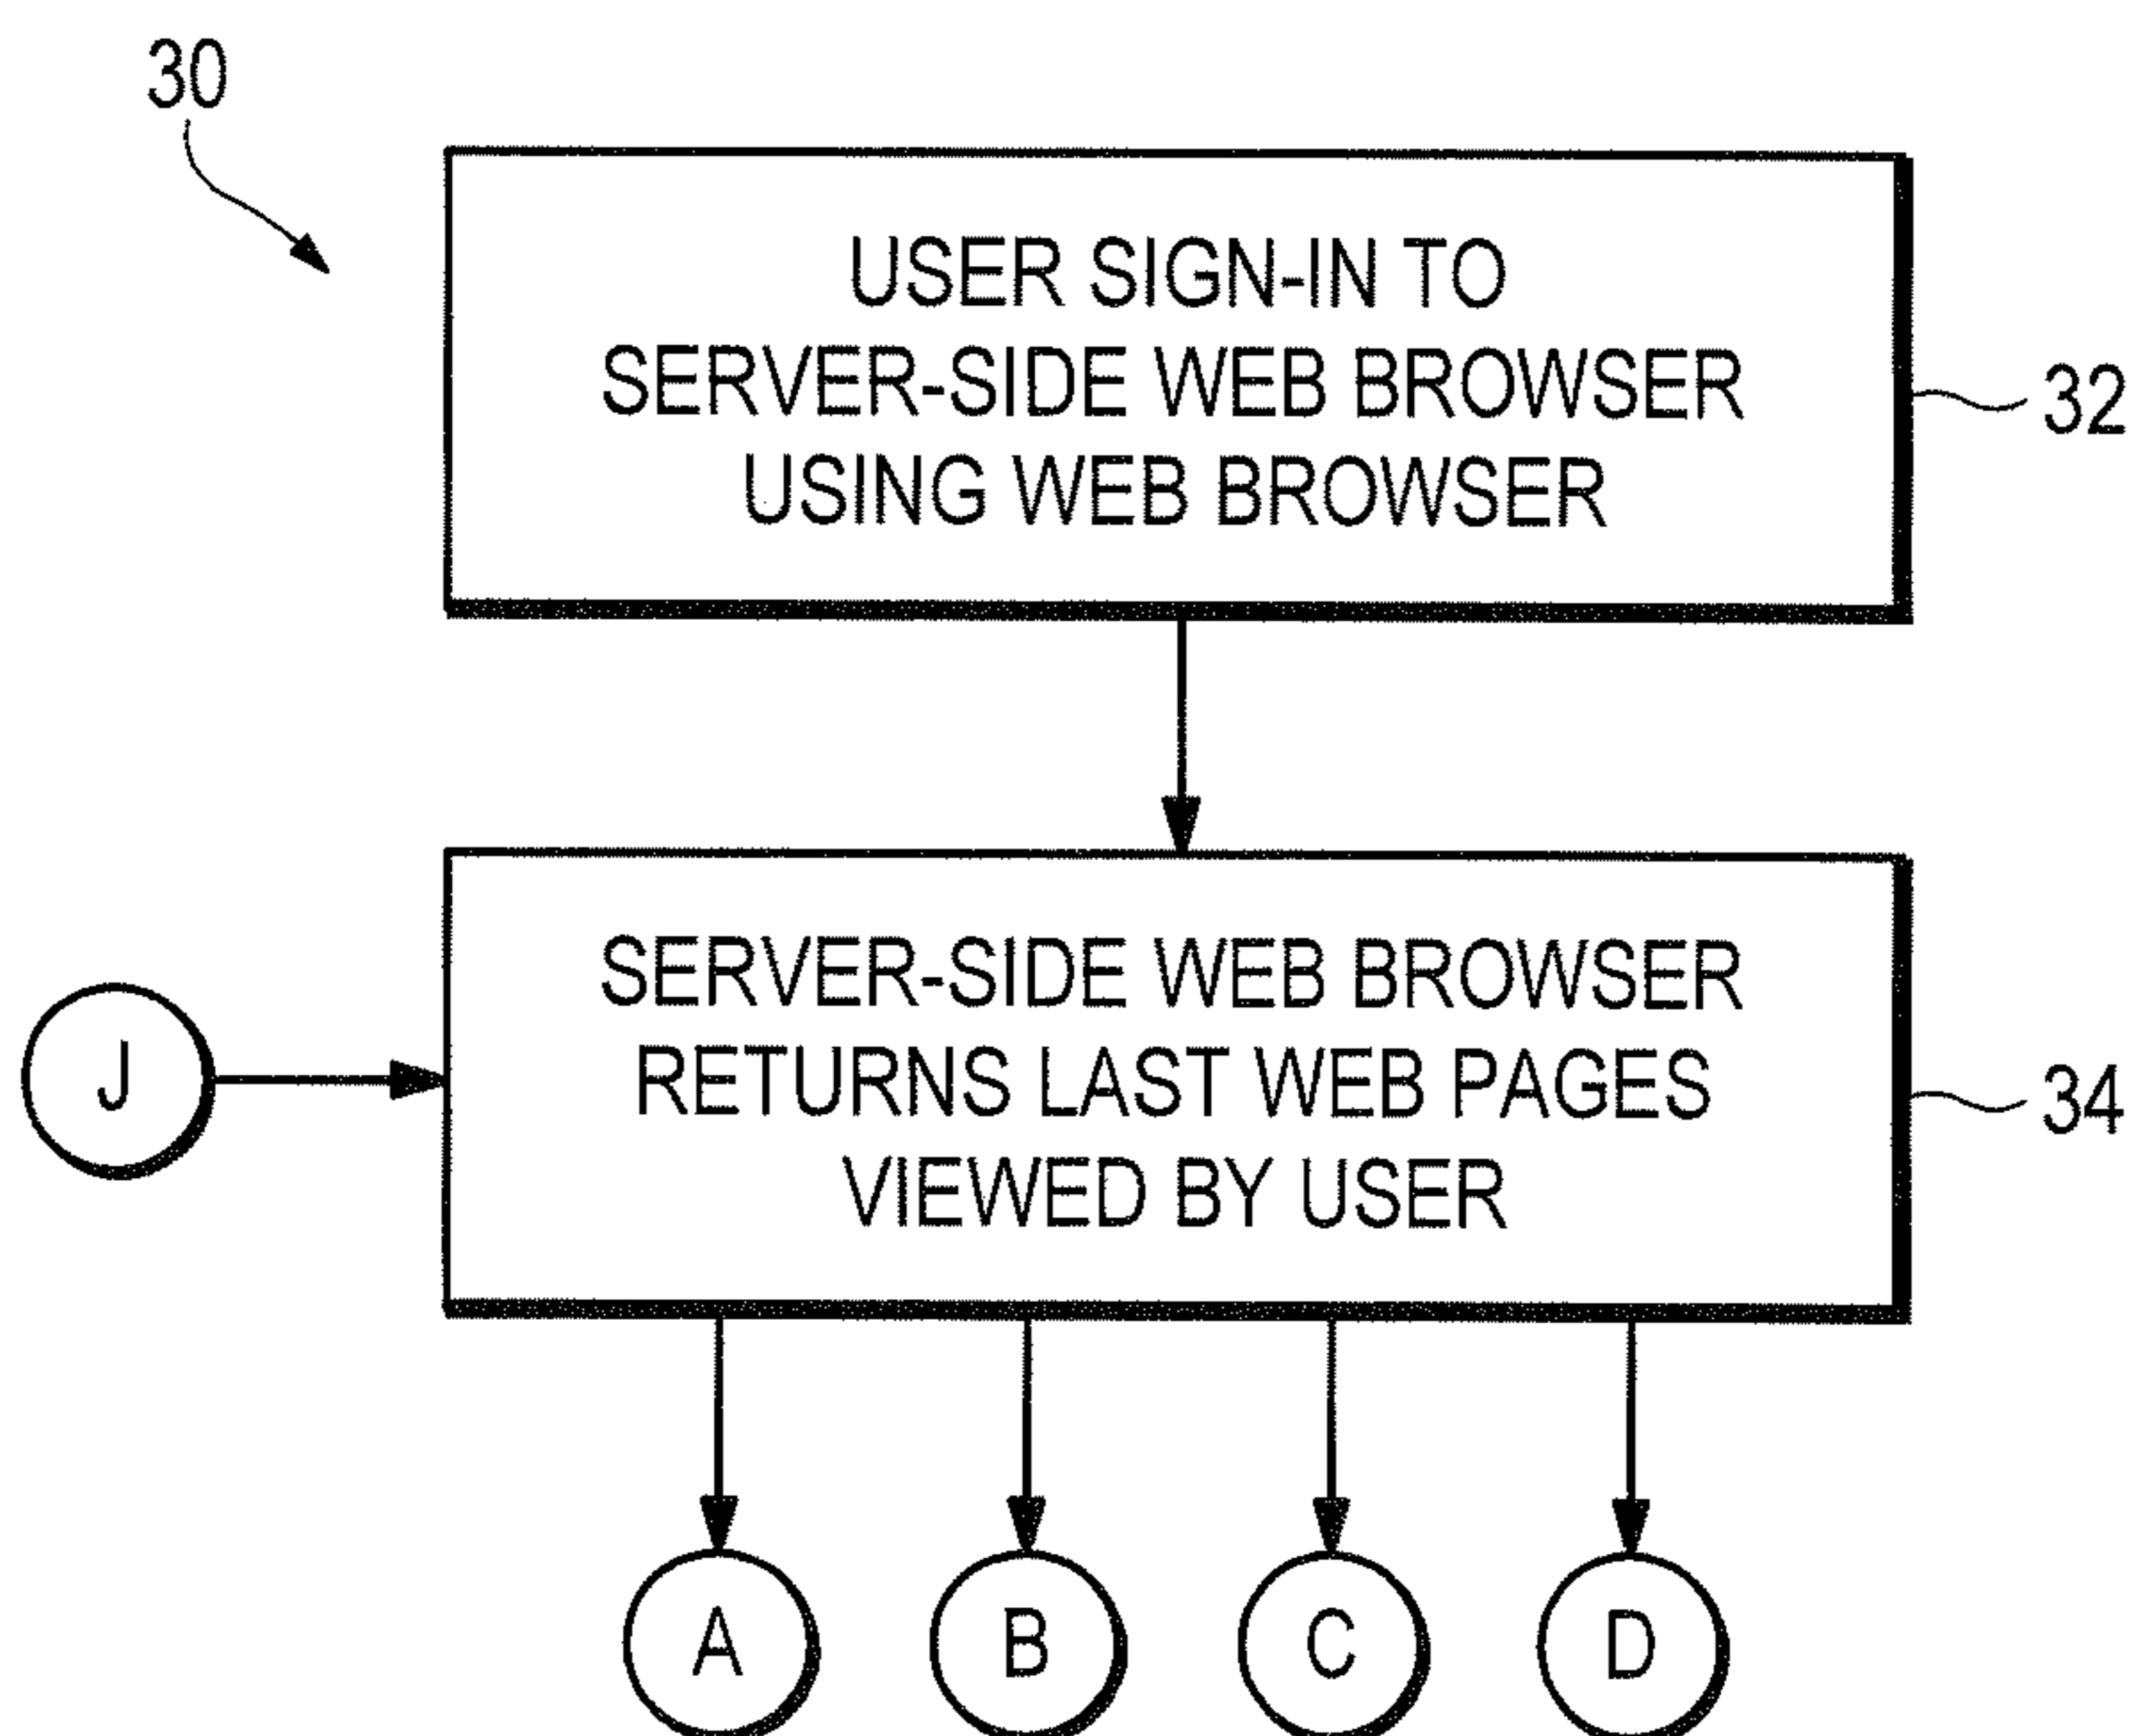 30
USER SIGN-IN TO
SERVER-SIDE WEB BROWSER
USING WEB BROWSER
32
SERVER-SIDE WEB BROWSER
RETURNS LAST WEB PAGES
VIEWED BY USER
34
J
A
B
C
D